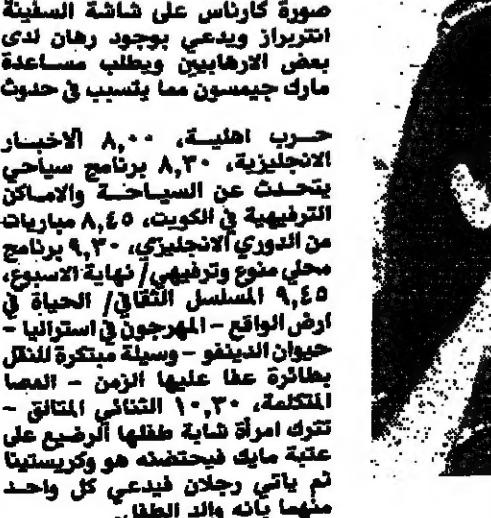 صورة كارناس على شاشة السفينة
انتربراز ويدعي بوجود رهان لدى
بعض الارهابيين ويطلب مساعدة
مارك جيمسون مما يتسبب في حدوث
حرب اهلية، ٨,٠٠ الاخبار
الانجليزية، ٨,٣٠ برنامج سياحي
يتحدث عن السياحة والاماكن
الترفيهية في الكويت، ٨,٤٥ مباريات
من الدوري الانجليزي، ٩,٣٠ برنامج
محلي منوع وترفيهي/ نهاية الاسبوع،
٩,٤٥ المسلسل الثقافي/ الحياة في
ارض الواقع – المهرجون في استراليا –
حيوان الدينغو – وسيلة مبتكرة للنقل
بطائرة عفا عليها الزمن – العصا
المتكلمة، ١٠,٣٠ الثنائي المتالق –
تترك امرأة شابة طفلها الرضيع على
عتبة مايك فيحتضنه هو وكريستينا
ثم ياتي رجلان فيدعي كل واحد
منهما بانه والد الطفل.